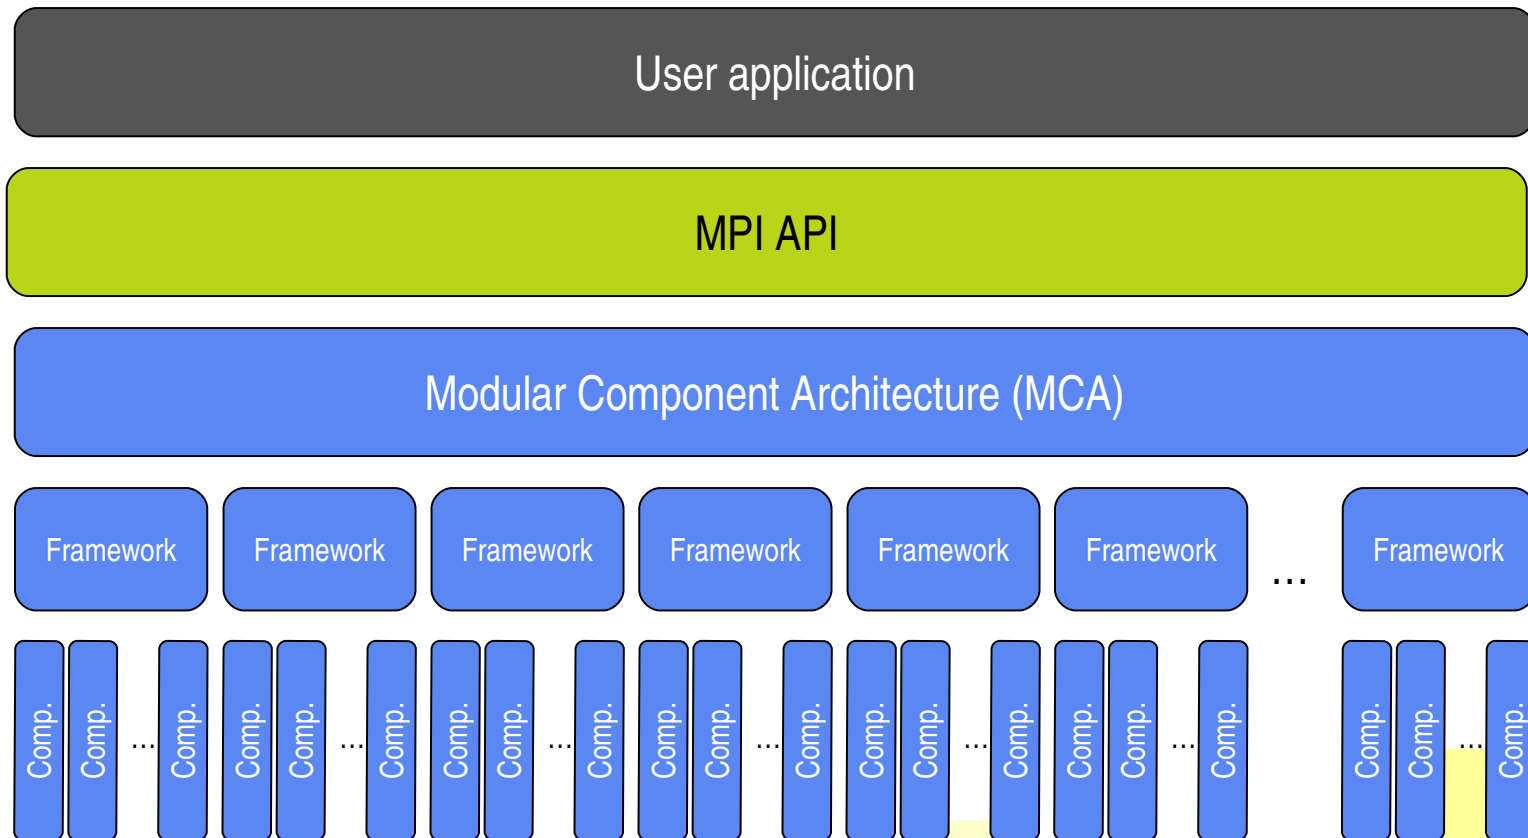 User application
MPI API
Modular Component Architecture (MCA)
Framework Framework Framework Framework Framework Framework ... Framework
Comp. Comp. ... Comp. Comp. Comp. ... Comp. Comp. Comp. ... Comp. Comp. Comp. ... Comp. Comp. Comp. ... Comp. Comp. Comp. ... Comp. Comp. Comp. ... Comp.